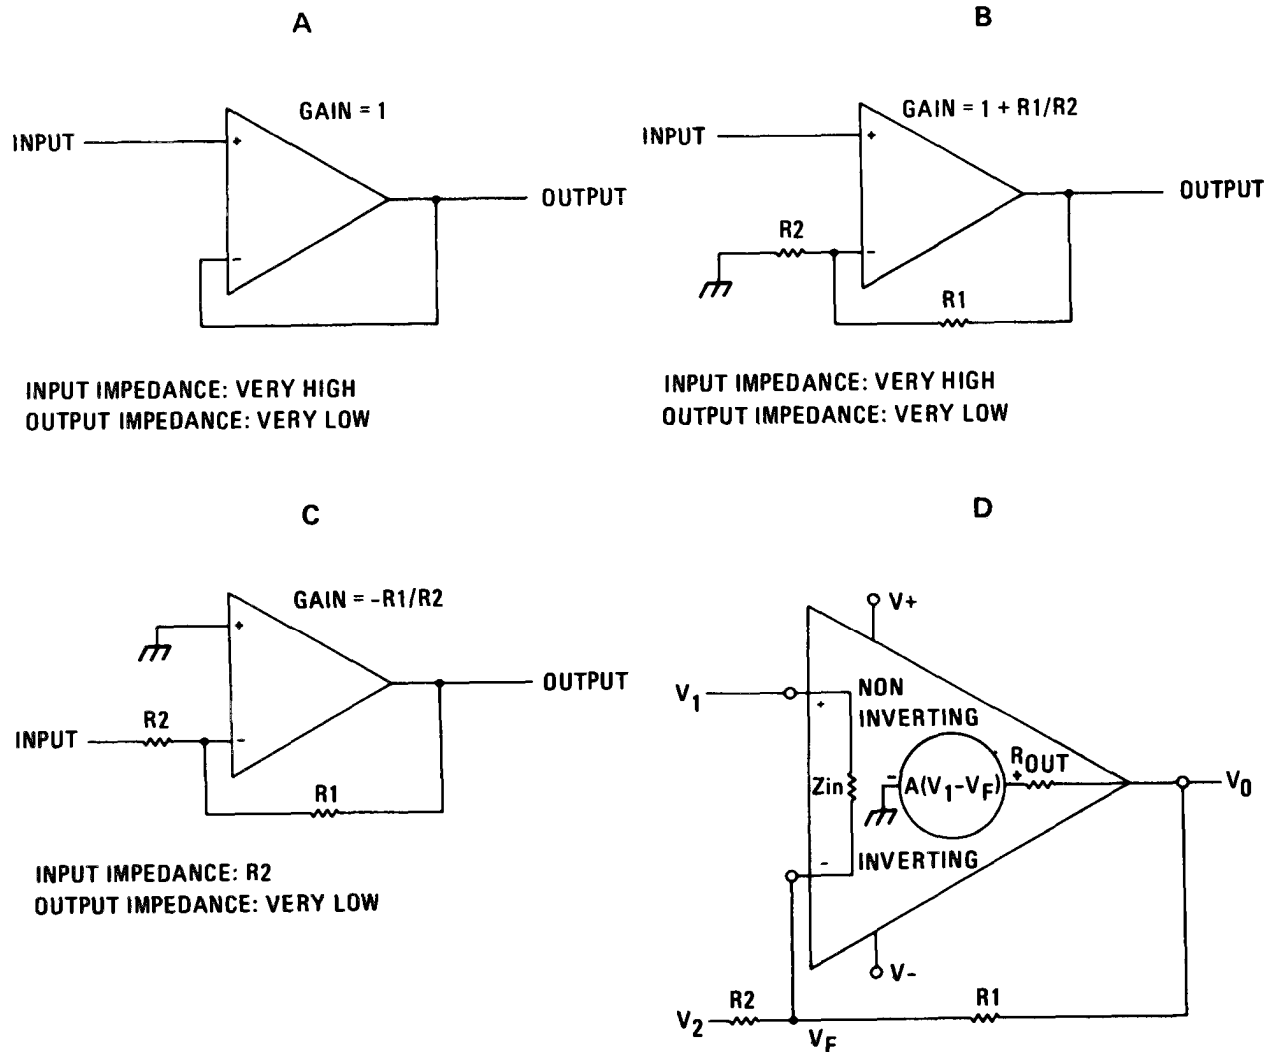 A
GAIN = 1
INPUT
+
-
OUTPUT
INPUT IMPEDANCE: VERY HIGH
OUTPUT IMPEDANCE: VERY LOW
B
GAIN = 1 + R1/R2
INPUT
+
-
R2
R1
OUTPUT
INPUT IMPEDANCE: VERY HIGH
OUTPUT IMPEDANCE: VERY LOW
C
GAIN = -R1/R2
+
-
R2
INPUT
R1
OUTPUT
INPUT IMPEDANCE: R2
OUTPUT IMPEDANCE: VERY LOW
D
V+
V1
+
NON
INVERTING
ROUT
Zin
-
A(V1-VF)
+
V0
-
INVERTING
V-
R2
R1
V2
VF